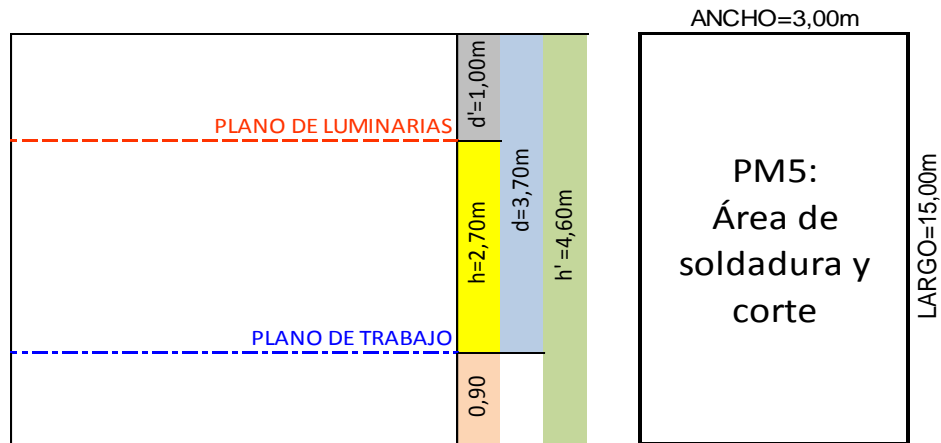 PLANO DE LUMINARIAS
PLANO DE TRABAJO
d'=1,00m
h=2,70m
0,90
d=3,70m
h' =4,60m
ANCHO=3,00m
PM5:
Área de
soldadura y
corte
LARGO=15,00m